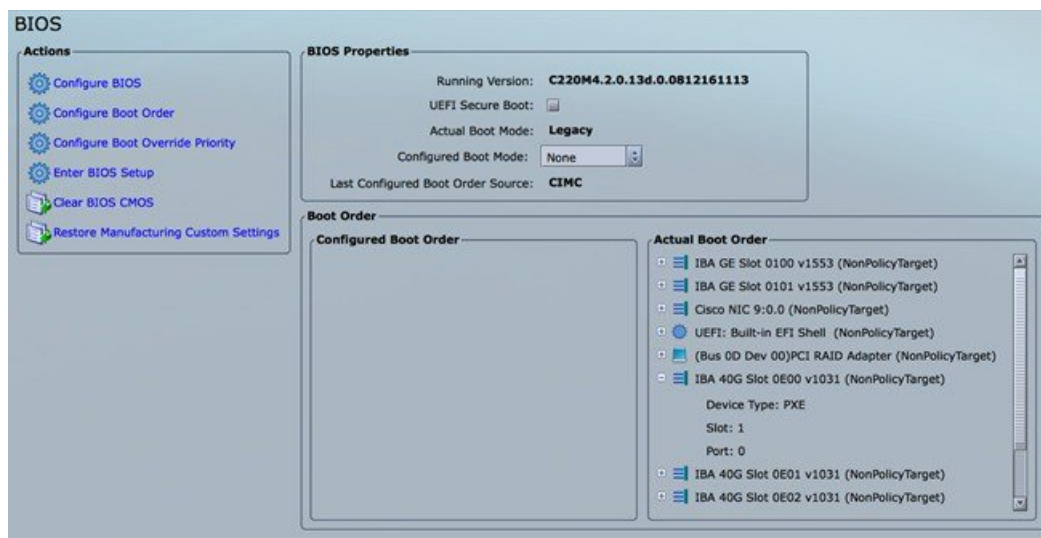 BIOS
Actions
Configure BIOS
Configure Boot Order
Configure Boot Override Priority
Enter BIOS Setup
Clear BIOS CMOS
Restore Manufacturing Custom Settings
BIOS Properties
Running Version: C220M4.2.0.13d.0.0812161113
UEFI Secure Boot:
Actual Boot Mode: Legacy
Configured Boot Mode: None
Last Configured Boot Order Source: CIMC
Boot Order
Configured Boot Order
Actual Boot Order
IBA GE Slot 0100 v1553 (NonPolicyTarget)
IBA GE Slot 0101 v1553 (NonPolicyTarget)
Cisco NIC 9:0.0 (NonPolicyTarget)
UEFI: Built-in EFI Shell (NonPolicyTarget)
(Bus 0D Dev 00)PCI RAID Adapter (NonPolicyTarget)
IBA 40G Slot 0E00 v1031 (NonPolicyTarget)
Device Type: PXE
Slot: 1
Port: 0
IBA 40G Slot 0E01 v1031 (NonPolicyTarget)
IBA 40G Slot 0E02 v1031 (NonPolicyTarget)